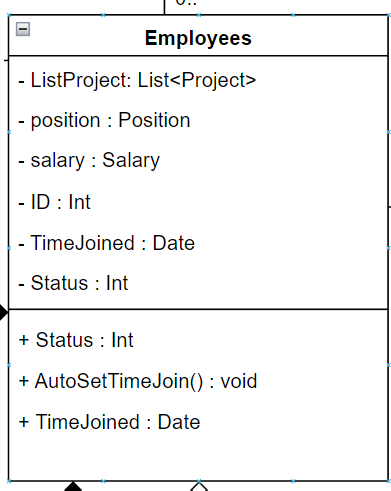 0..
Employees
- ListProject: List<Project>
- position : Position
- salary : Salary
- ID : Int
- TimeJoined : Date
- Status : Int
+ Status : Int
+ AutoSetTimeJoin() : void
+ TimeJoined : Date